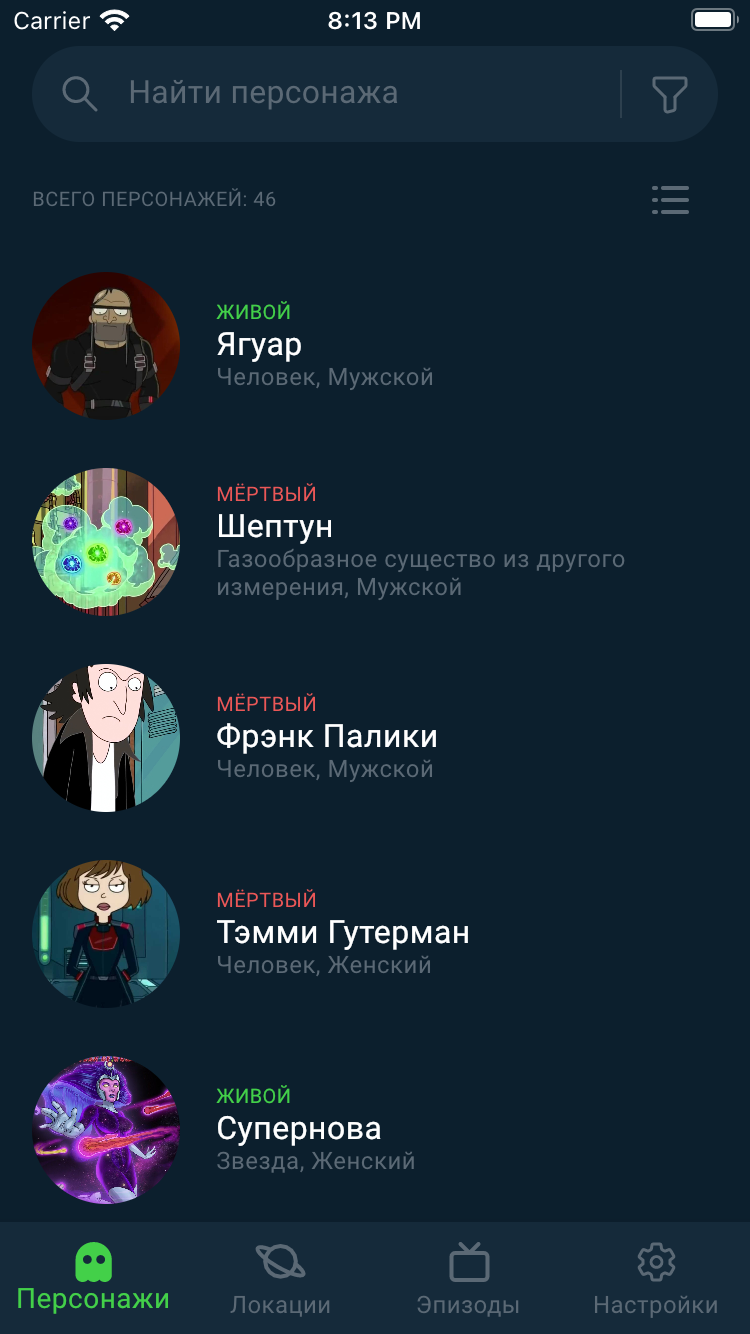 Carrier 8:13 PM
Найти персонажа
ВСЕГО ПЕРСОНАЖЕЙ: 46
ЖИВОЙ
Ягуар
Человек, Мужской
МЁРТВЫЙ
Шептун
Газообразное существо из другого
измерения, Мужской
МЁРТВЫЙ
Фрэнк Палики
Человек, Мужской
МЁРТВЫЙ
Тэмми Гутерман
Человек, Женский
ЖИВОЙ
Супернова
Звезда, Женский
Персонажи Локации Эпизоды Настройки